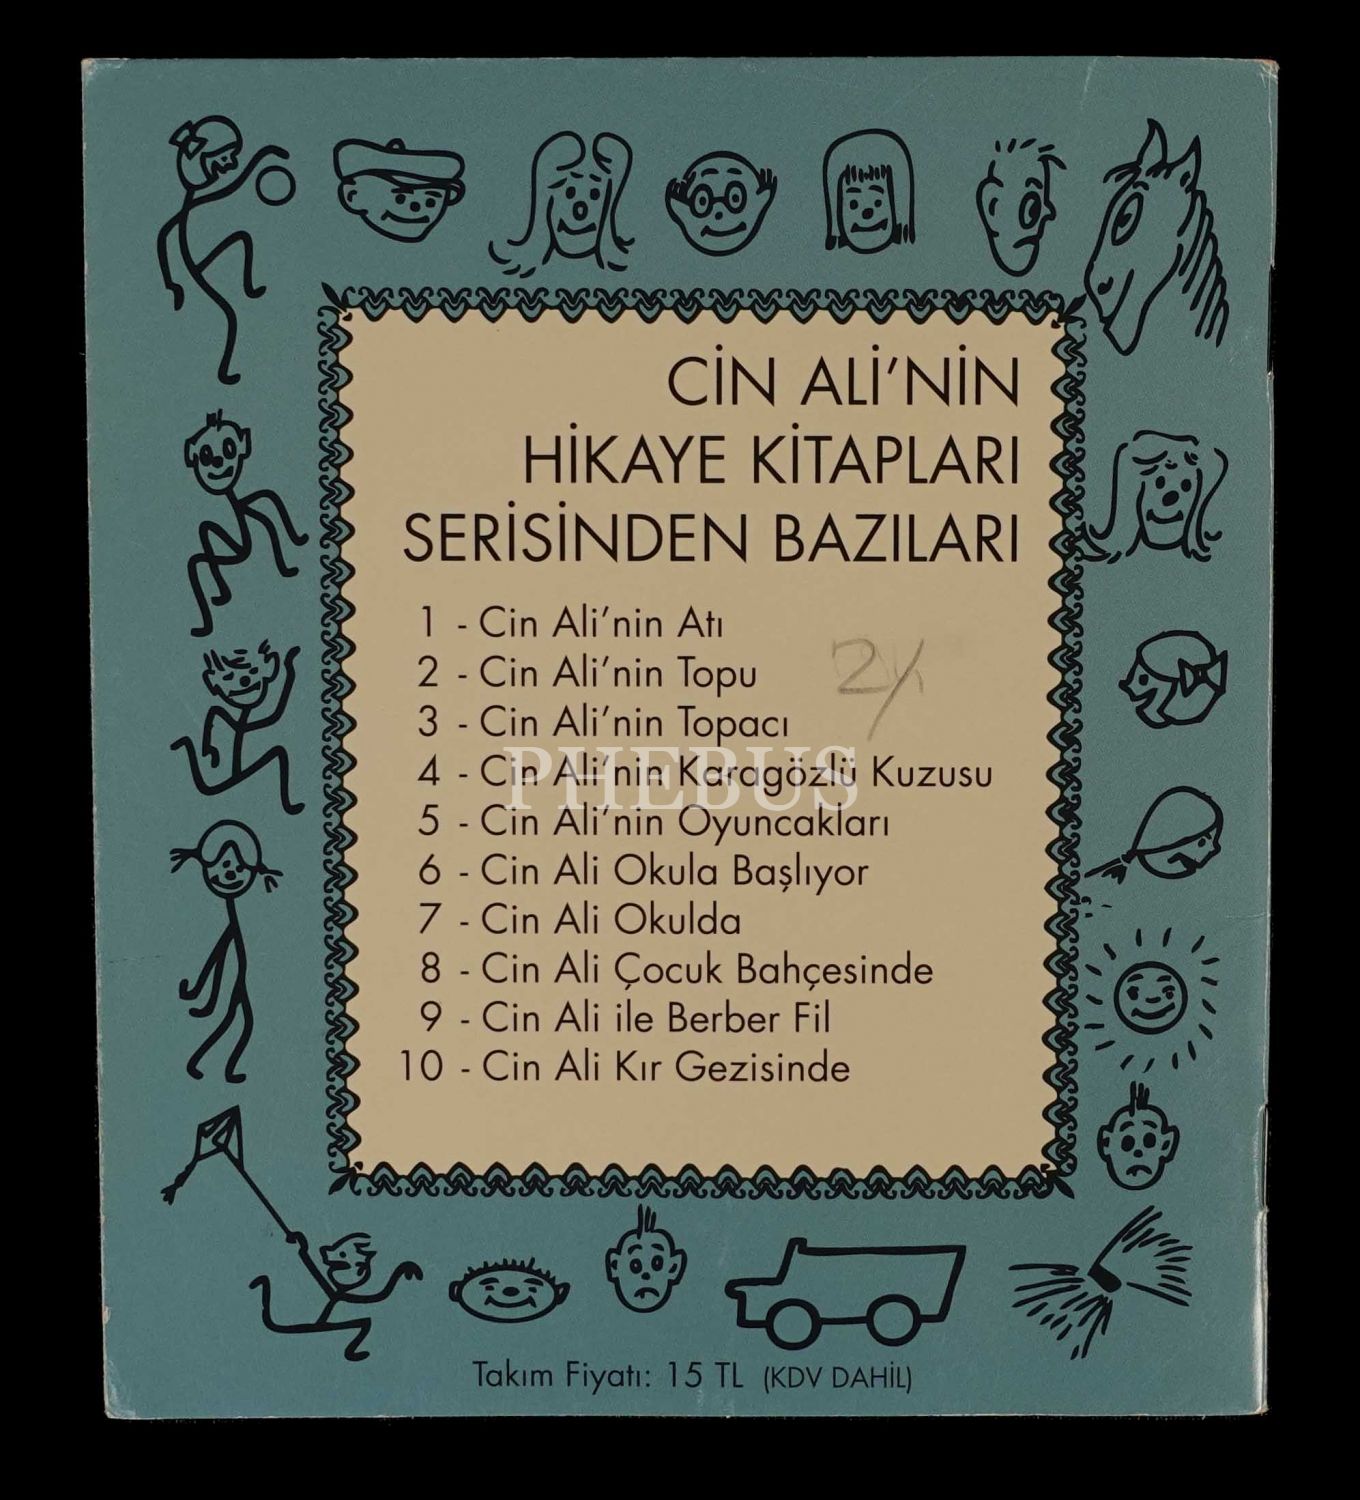 CİN ALİ'NİN
HİKAYE KİTAPLARI
SERİSİNDEN BAZILARI
1 - Cin Ali'nin Atı
2 - Cin Ali'nin Topu
3 - Cin Ali'nin Topacı
4 - Cin Ali'nin Karagözlü Kuzusu
5 - Cin Ali'nin Oyuncakları
6 - Cin Ali Okula Başlıyor
7 - Cin Ali Okulda
8 - Cin Ali Çocuk Bahçesinde
9 - Cin Ali ile Berber Fil
10 - Cin Ali Kır Gezisinde
PHEBUS
Takım Fiyatı: 15 TL (KDV DAHİL)